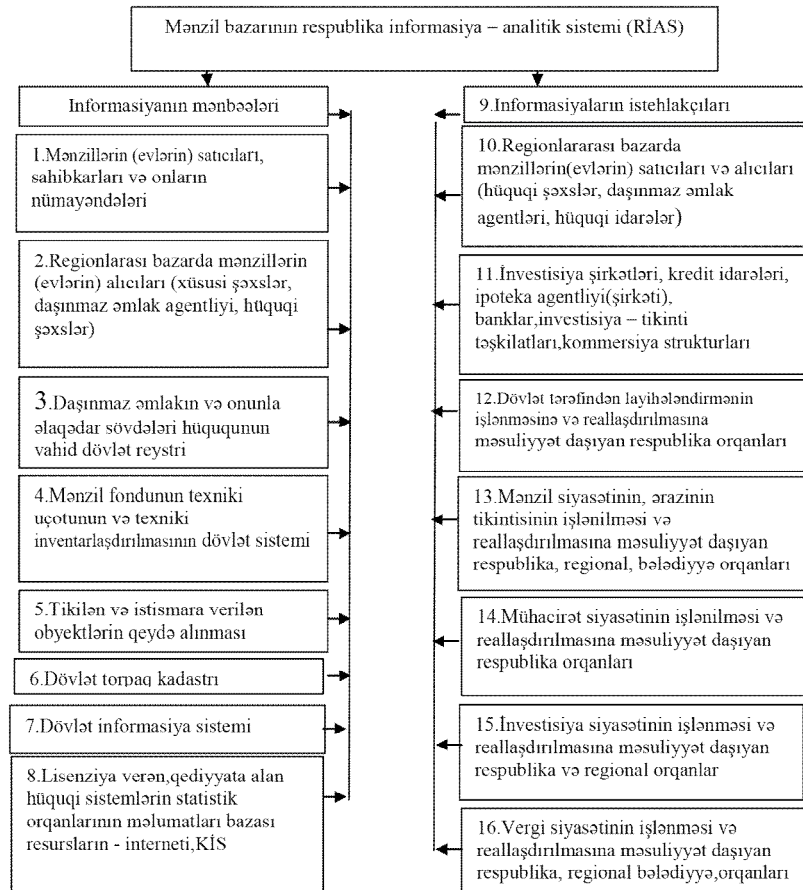 Mənzil bazarının respublika informasiya – analitik sistemi (RİAS)
Informasiyanın mənbəələri
1.Mənzillərin (evlərin) satıcıları,
sahibkarları və onların
nümayəndələri
2.Regionlarası bazarda mənzillərin
(evlərin) alıcıları (xüsusi şəxslər,
daşınmaz əmlak agentliyi, hüquqi
şəxslər)
3.Daşınmaz əmlakın və onunla
əlaqədar sövdələri hüququnun
vahid dövlət reystri
4.Mənzil fondunun texniki
uçotunun və texniki
inventarlaşdırılmasının dövlət sistemi
5.Tikilən və istismara verilən
obyektlərin qeydə alınması
6.Dövlət torpaq kadastrı
7.Dövlət informasiya sistemi
8.Lisenziya verən,qediyyata alan
hüquqi sistemlərin statistik
orqanlarının məlumatları bazası
resursların - interneti,KİS
9.Informasiyaların istehlakçıları
10.Regionlararası bazarda
mənzillərin(evlərin) satıcıları və alıcıları
(hüquqi şəxslər, daşınmaz əmlak
agentləri, hüquqi idarələr)
11.İnvestisiya şirkətləri, kredit idarələri,
ipoteka agentliyi(şirkəti),
banklar,investisiya – tikinti
təşkilatları,kommersiya strukturları
12.Dövlət tərəfindən layihələndirmənin
işlənməsinə və reallaşdırılmasına
məsuliyyət daşıyan respublika orqanları
13.Mənzil siyasətinin, ərazinin
tikintisinin işlənilməsi və
reallaşdırılmasına məsuliyyət daşıyan
respublika, regional, bələdiyyə orqanları
14.Mühacirət siyasətinin işlənilməsi və
reallaşdırılmasına məsuliyyət daşıyan
respublika orqanları
15.İnvestisiya siyasətinin işlənməsi və
reallaşdırılmasına məsuliyyət daşıyan
respublika və regional orqanlar
16.Vergi siyasətinin işlənməsi və
reallaşdırılmasına məsuliyyət daşıyan
respublika, regional bələdiyyə,orqanları